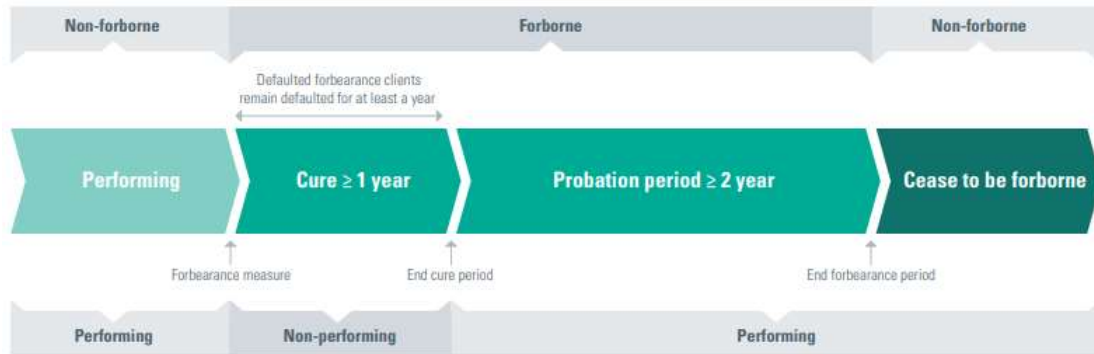 Non-forborne
Forborne
Non-forborne
Defaulted forbearance clients
remain defaulted for at least a year
Performing
Cure ≥ 1 year
Probation period ≥ 2 year
Cease to be forborne
Forbearance measure
End cure period
End forbearance period
Performing
Non-performing
Performing